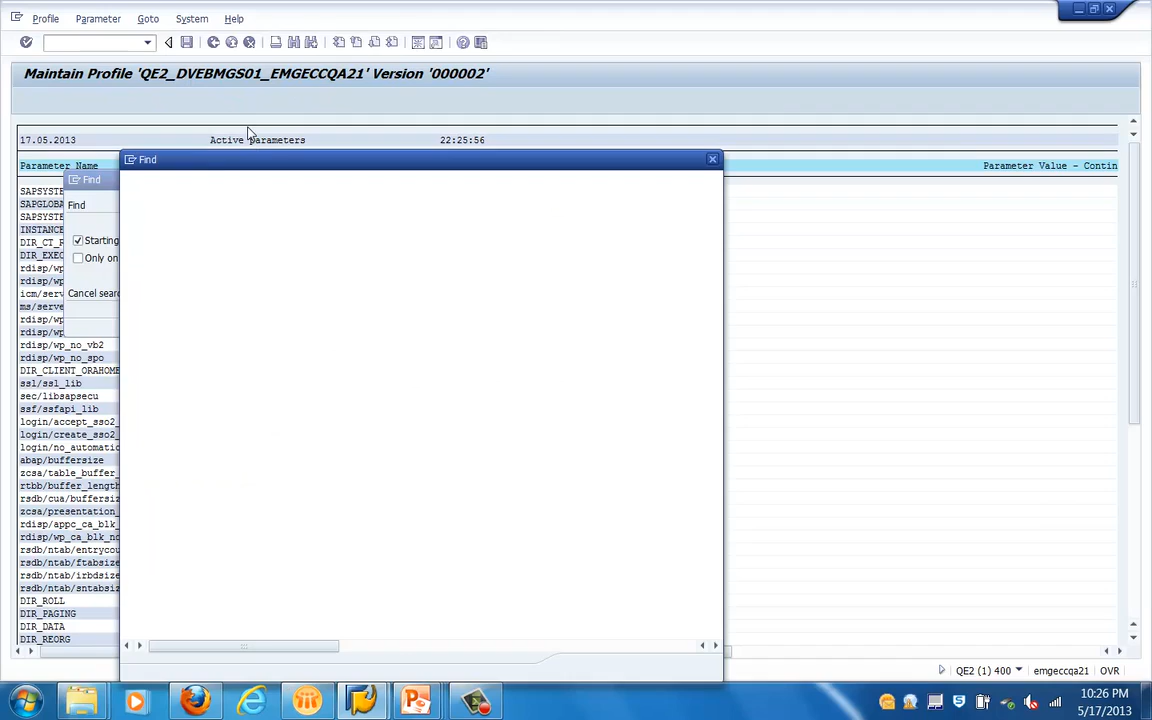 Profile Parameter Goto System Help
Maintain Profile 'QE2_DVEBMGS01_EMGECCQA21' Version '000002'
17.05.2013 Active Parameters 22:25:56
Parameter Name Parameter Value - Contin
Find
Find
Find
Starting
Only on
Cancel searc
SAPSYSTE
SAPGLOBA
SAPSYSTE
INSTANCE
DIR_CT_R
DIR_EXEC
rdisp/wp
rdisp/wp
icm/serv
ms/serve
rdisp/wp
rdisp/wp
rdisp/wp_no_vb2
rdisp/wp_no_spo
DIR_CLIENT_ORAHOME
ssl/ssl_lib
sec/libsapsecu
ssf/ssfapi_lib
login/accept_sso2_
login/create_sso2_
login/no_automatic
abap/buffersize
zcsa/table_buffer_
rtbb/buffer_length
rsdb/cua/buffersiz
zcsa/presentation_
rdisp/appc_ca_blk_
rdisp/wp_ca_blk_no
rsdb/ntab/entrycou
rsdb/ntab/ftabsize
rsdb/ntab/irbdsize
rsdb/ntab/sntabsiz
DIR_ROLL
DIR_PAGING
DIR_DATA
DIR_REORG
QE2 (1) 400 emgeccqa21 OVR
10:26 PM
5/17/2013